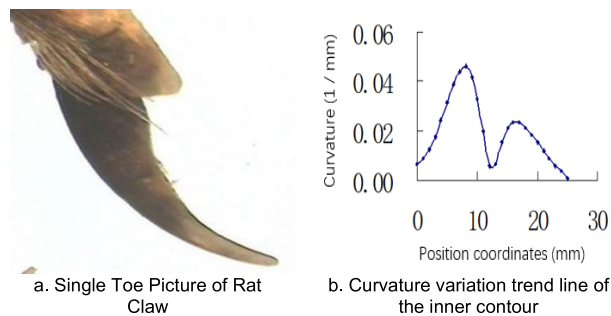 0.06
0.04
0.02
0.00
Curvature (1 / mm)
0 10 20 30
Position coordinates (mm)
a. Single Toe Picture of Rat
Claw
b. Curvature variation trend line of
the inner contour